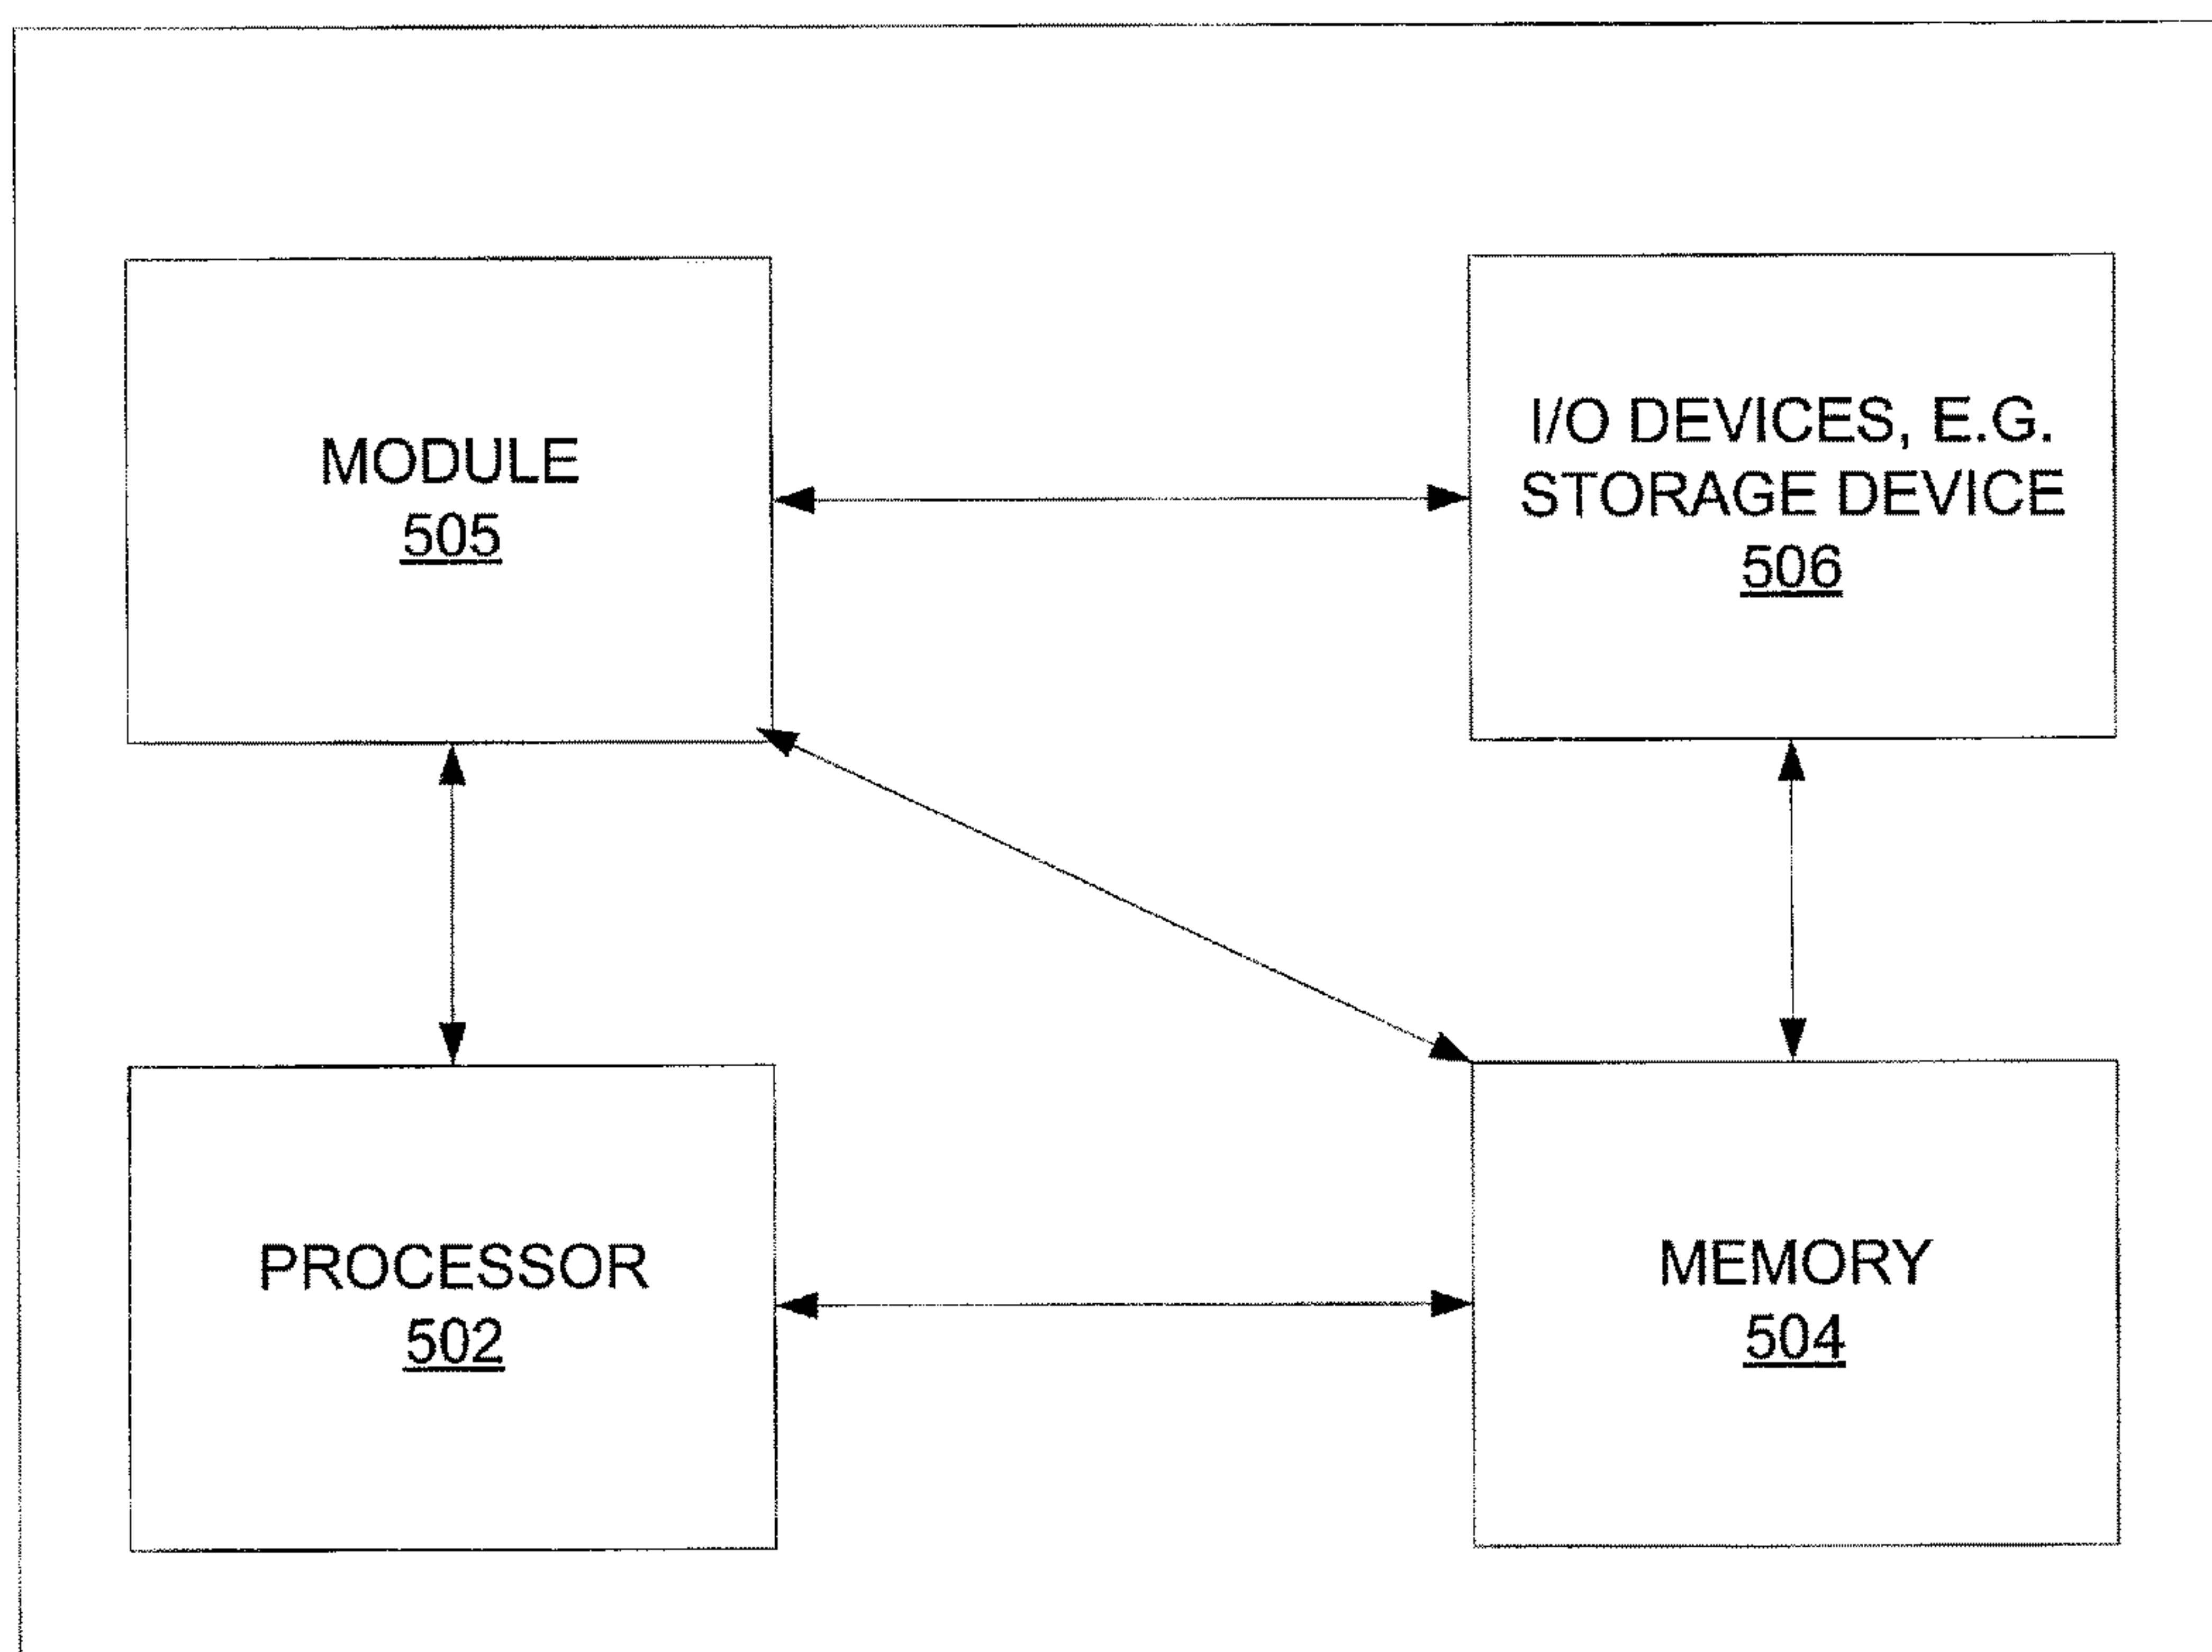 MODULE
505
I/O DEVICES, E.G.
STORAGE DEVICE
506
PROCESSOR
502
MEMORY
504